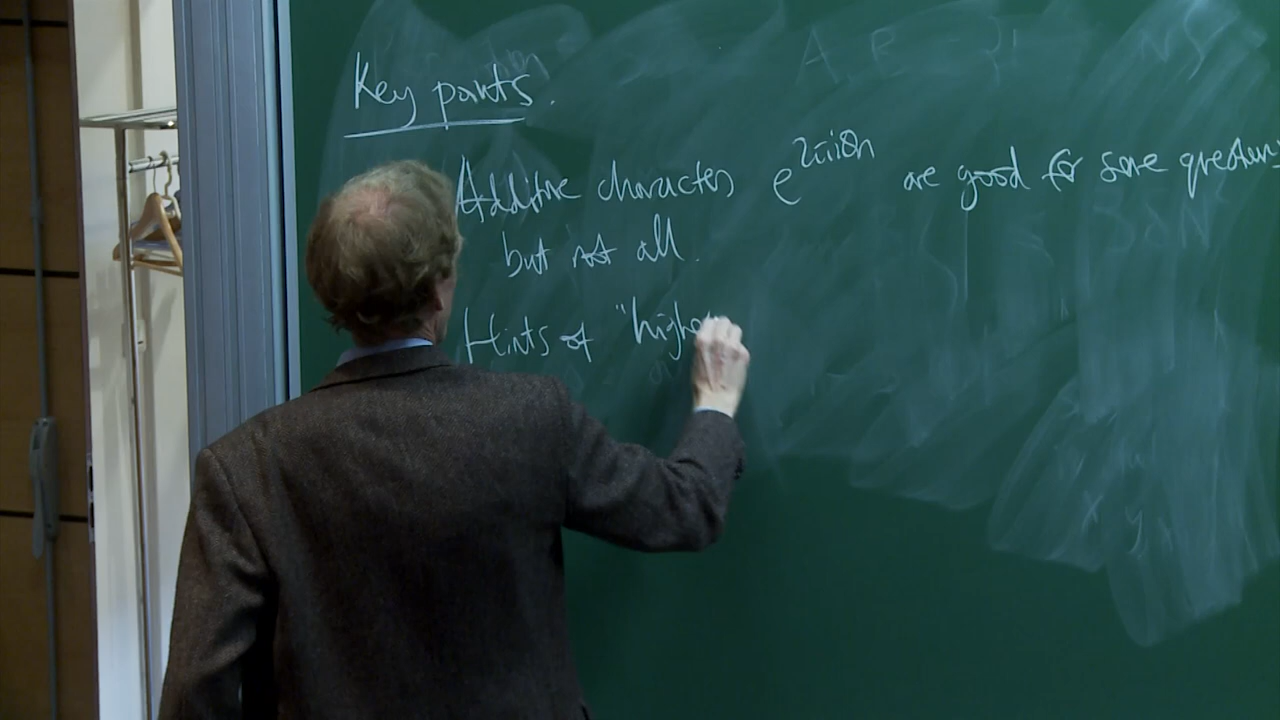 Key points.
Additive characters e^{2πiθn} are good for some questions
but not all.
Hints of "higher